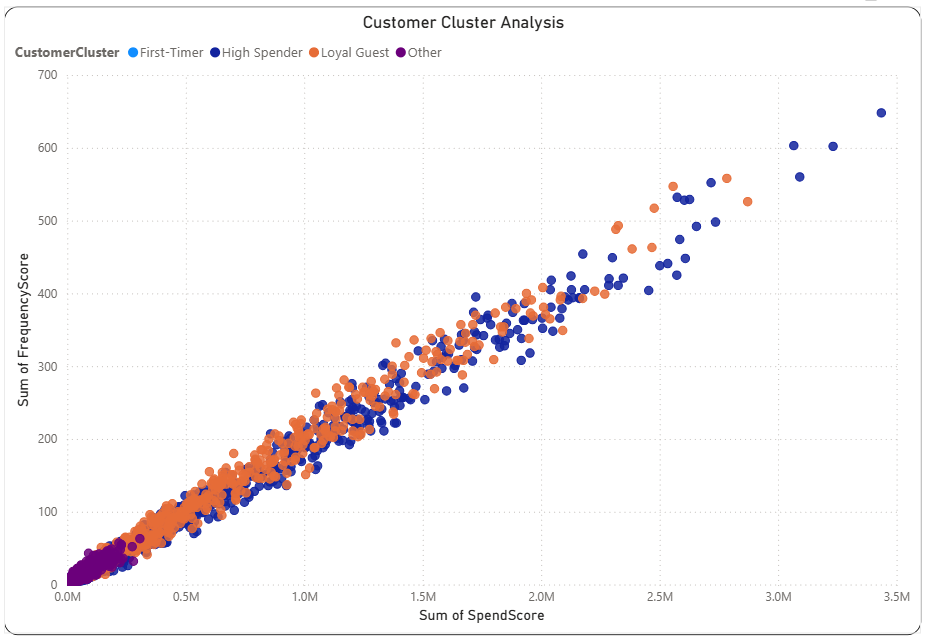 Customer Cluster Analysis
CustomerCluster First-Timer High Spender Loyal Guest Other
700
600
500
400
300
200
100
0
Sum of FrequencyScore
0.0M 0.5M 1.0M 1.5M 2.0M 2.5M 3.0M 3.5M
Sum of SpendScore